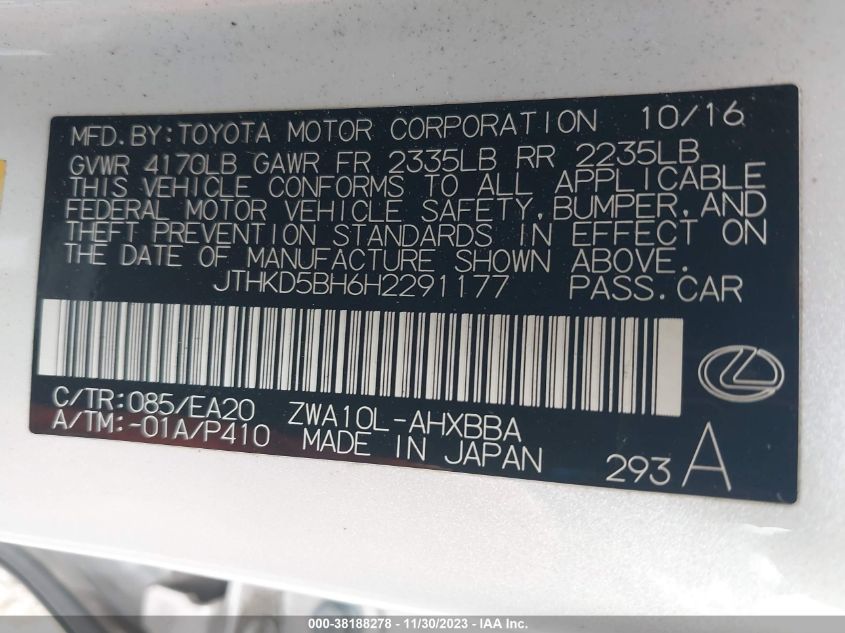 MFD.BY:TOYOTA MOTOR CORPORATION 10/16
GVWR 4170LB GAWR FR 2335LB RR 2235LB
THIS VEHICLE CONFORMS TO ALL APPLICABLE
FEDERAL MOTOR VEHICLE SAFETY,BUMPER,AND
THEFT PREVENTION STANDARDS IN EFFECT ON
THE DATE OF MANUFACTURE SHOWN ABOVE.
JTHKD5BH6H2291177 PASS.CAR
C/TR:085/EA20 ZWA10L-AHXBBA
A/TM:-01A/P410 MADE IN JAPAN 293 A
000-38188278 - 11/30/2023 - IAA Inc.